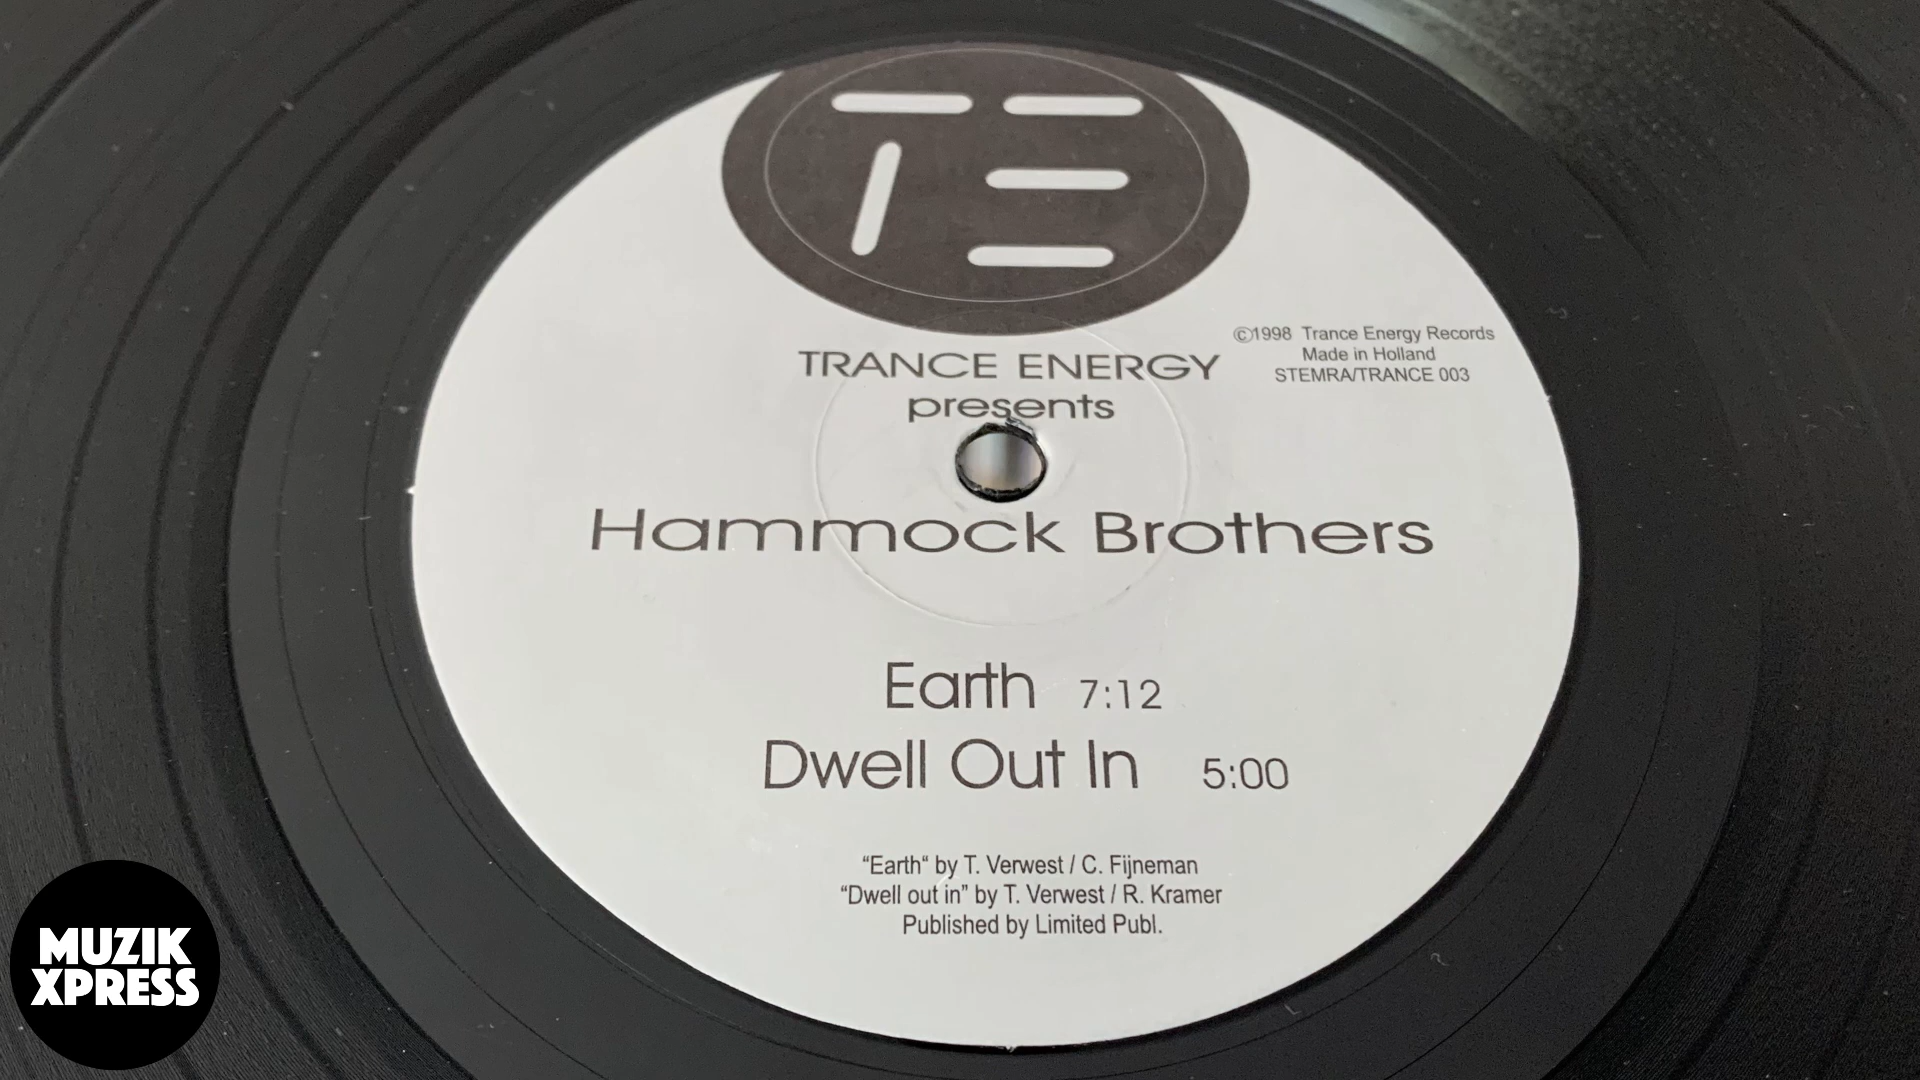 TE
TRANCE ENERGY
presents
©1998 Trance Energy Records
Made in Holland
STEMRA/TRANCE 003
Hammock Brothers
Earth 7:12
Dwell Out In 5:00
“Earth“ by T. Verwest / C. Fijneman
“Dwell out in” by T. Verwest / R. Kramer
Published by Limited Publ.
MUZIK
XPRESS